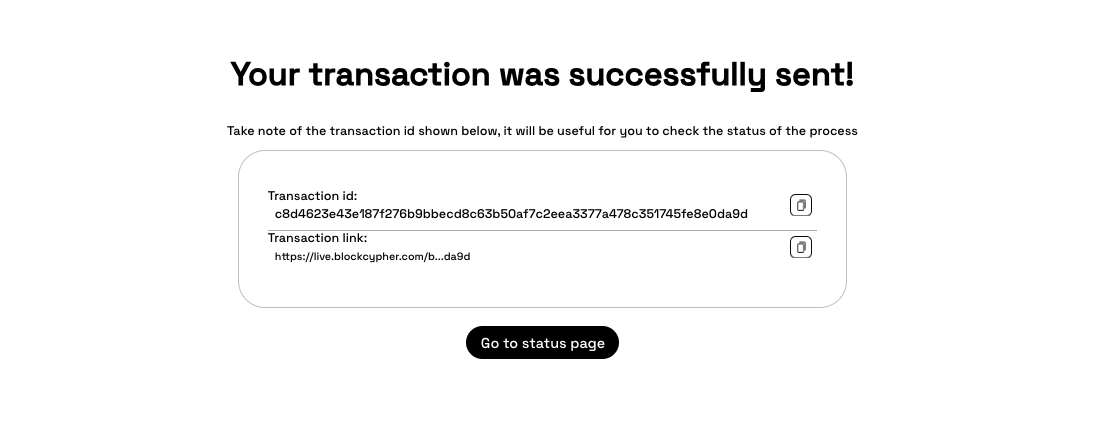 Your transaction was successfully sent!
Take note of the transaction id shown below, it will be useful for you to check the status of the process
Transaction id:
c8d4623e43e187f276b9bbecd8c63b50af7c2eea3377a478c351745fe8e0da9d
Transaction link:
https://live.blockcypher.com/b...da9d
Go to status page